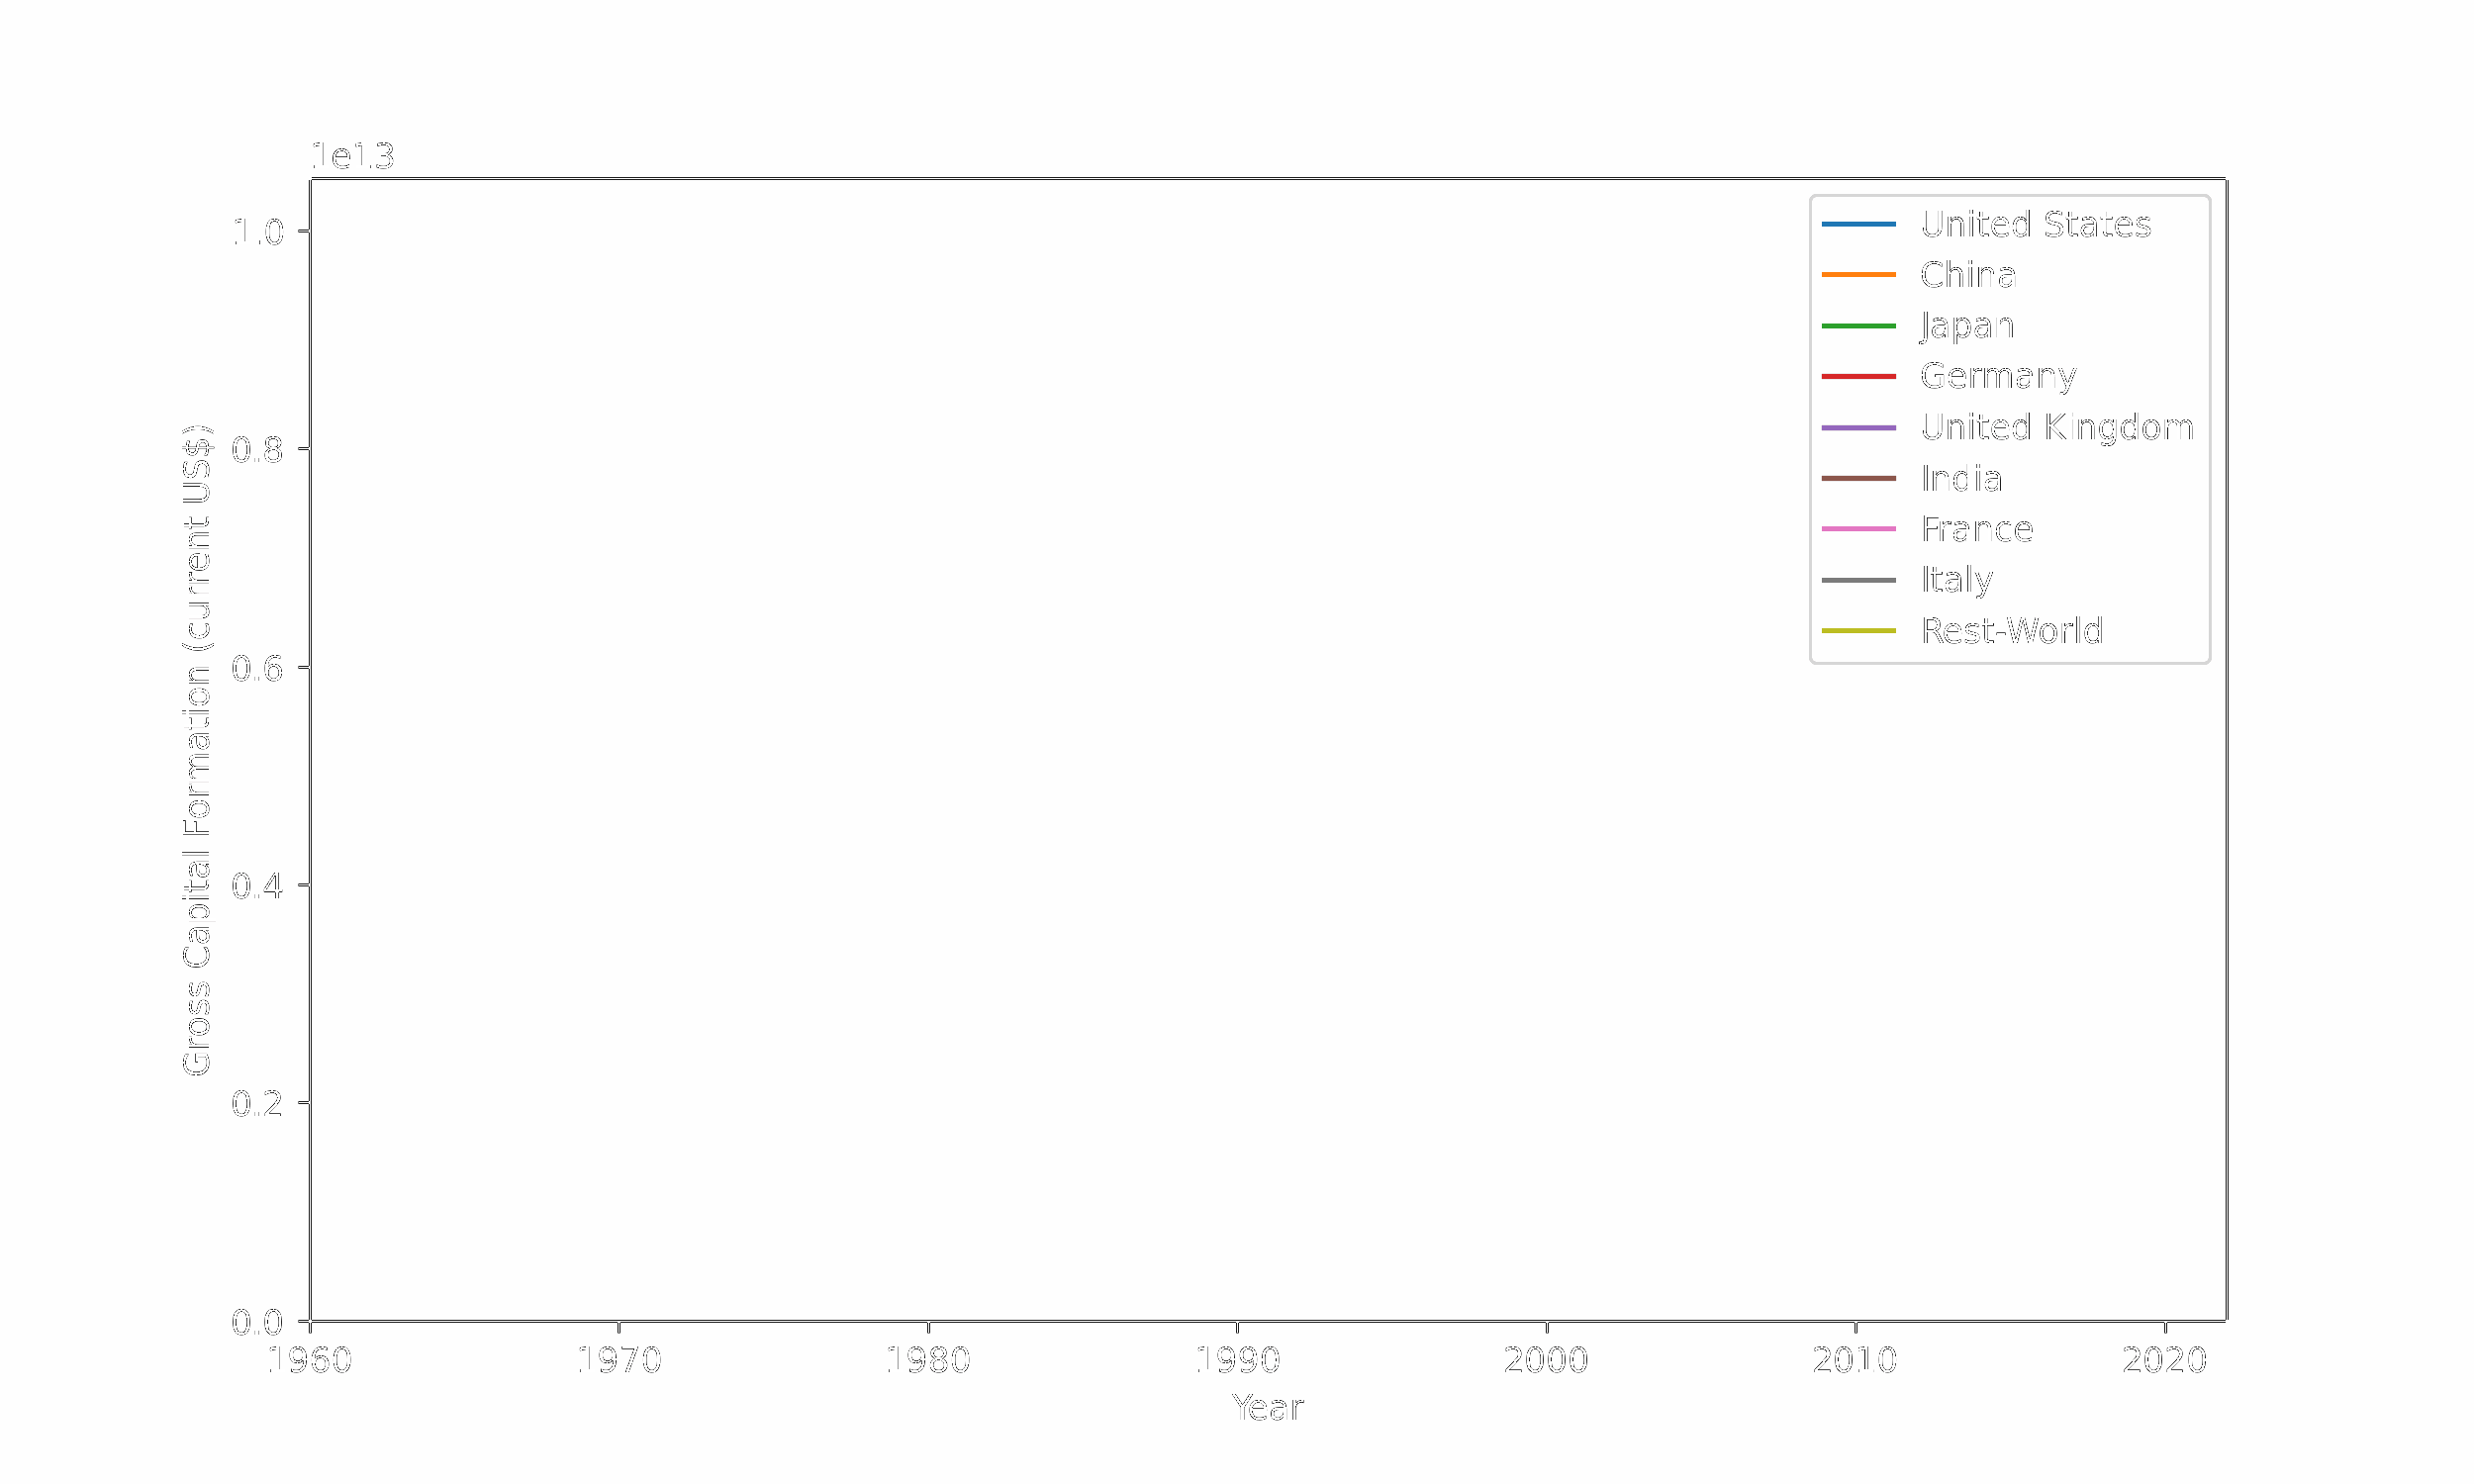 1e13
1.0
0.8
0.6
0.4
0.2
0.0
Gross Capital Formation (current US$)
1960 1970 1980 1990 2000 2010 2020
Year
United States
China
Japan
Germany
United Kingdom
India
France
Italy
Rest-World